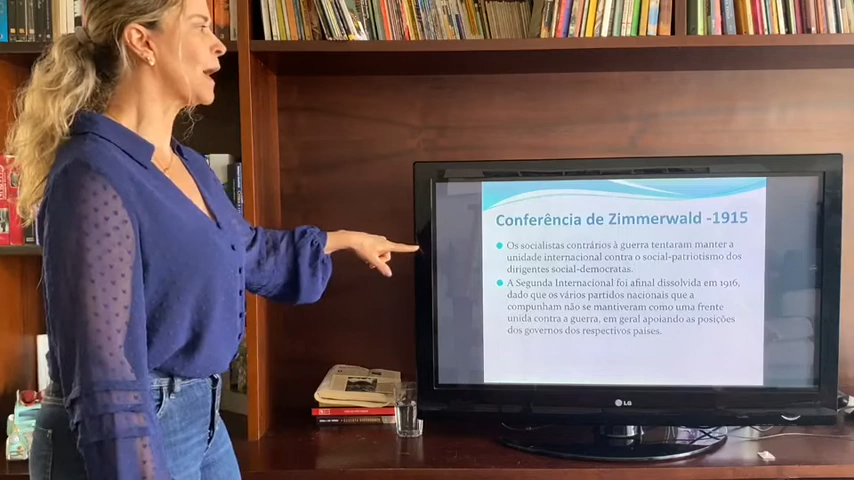 Conferência de Zimmerwald -1915
Os socialistas contrários à guerra tentaram manter a
unidade internacional contra o social-patriotismo dos
dirigentes social-democratas.
A Segunda Internacional foi afinal dissolvida em 1916,
dado que os vários partidos nacionais que a
compunham não se mantiveram como uma frente
unida contra a guerra, em geral apoiando as posições
dos governos de seus respectivos países.
LG